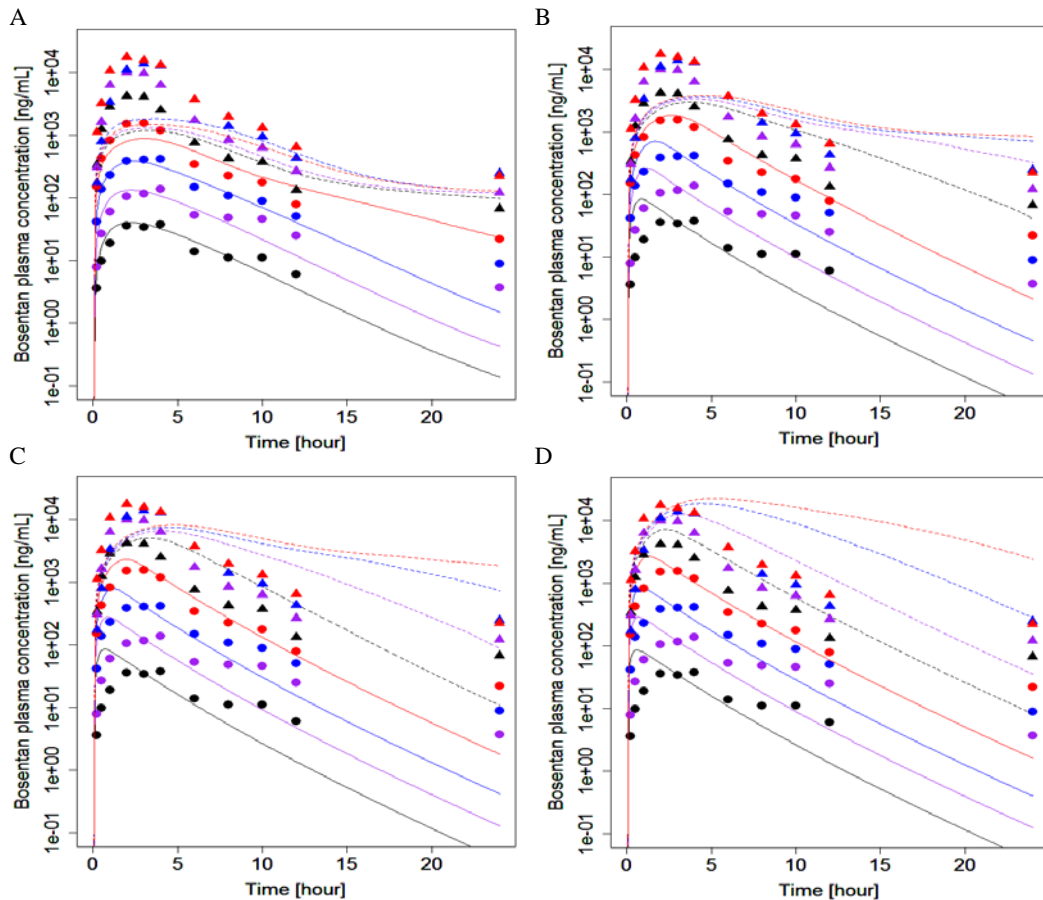 A
Bosentan plasma concentration [ng/mL]
1e-01 1e+00 1e+01 1e+02 1e+03 1e+04
0 5 10 15 20
Time [hour]
B
Bosentan plasma concentration [ng/mL]
1e-01 1e+00 1e+01 1e+02 1e+03 1e+04
0 5 10 15 20
Time [hour]
C
Bosentan plasma concentration [ng/mL]
1e-01 1e+00 1e+01 1e+02 1e+03 1e+04
0 5 10 15 20
Time [hour]
D
Bosentan plasma concentration [ng/mL]
1e-01 1e+00 1e+01 1e+02 1e+03 1e+04
0 5 10 15 20
Time [hour]